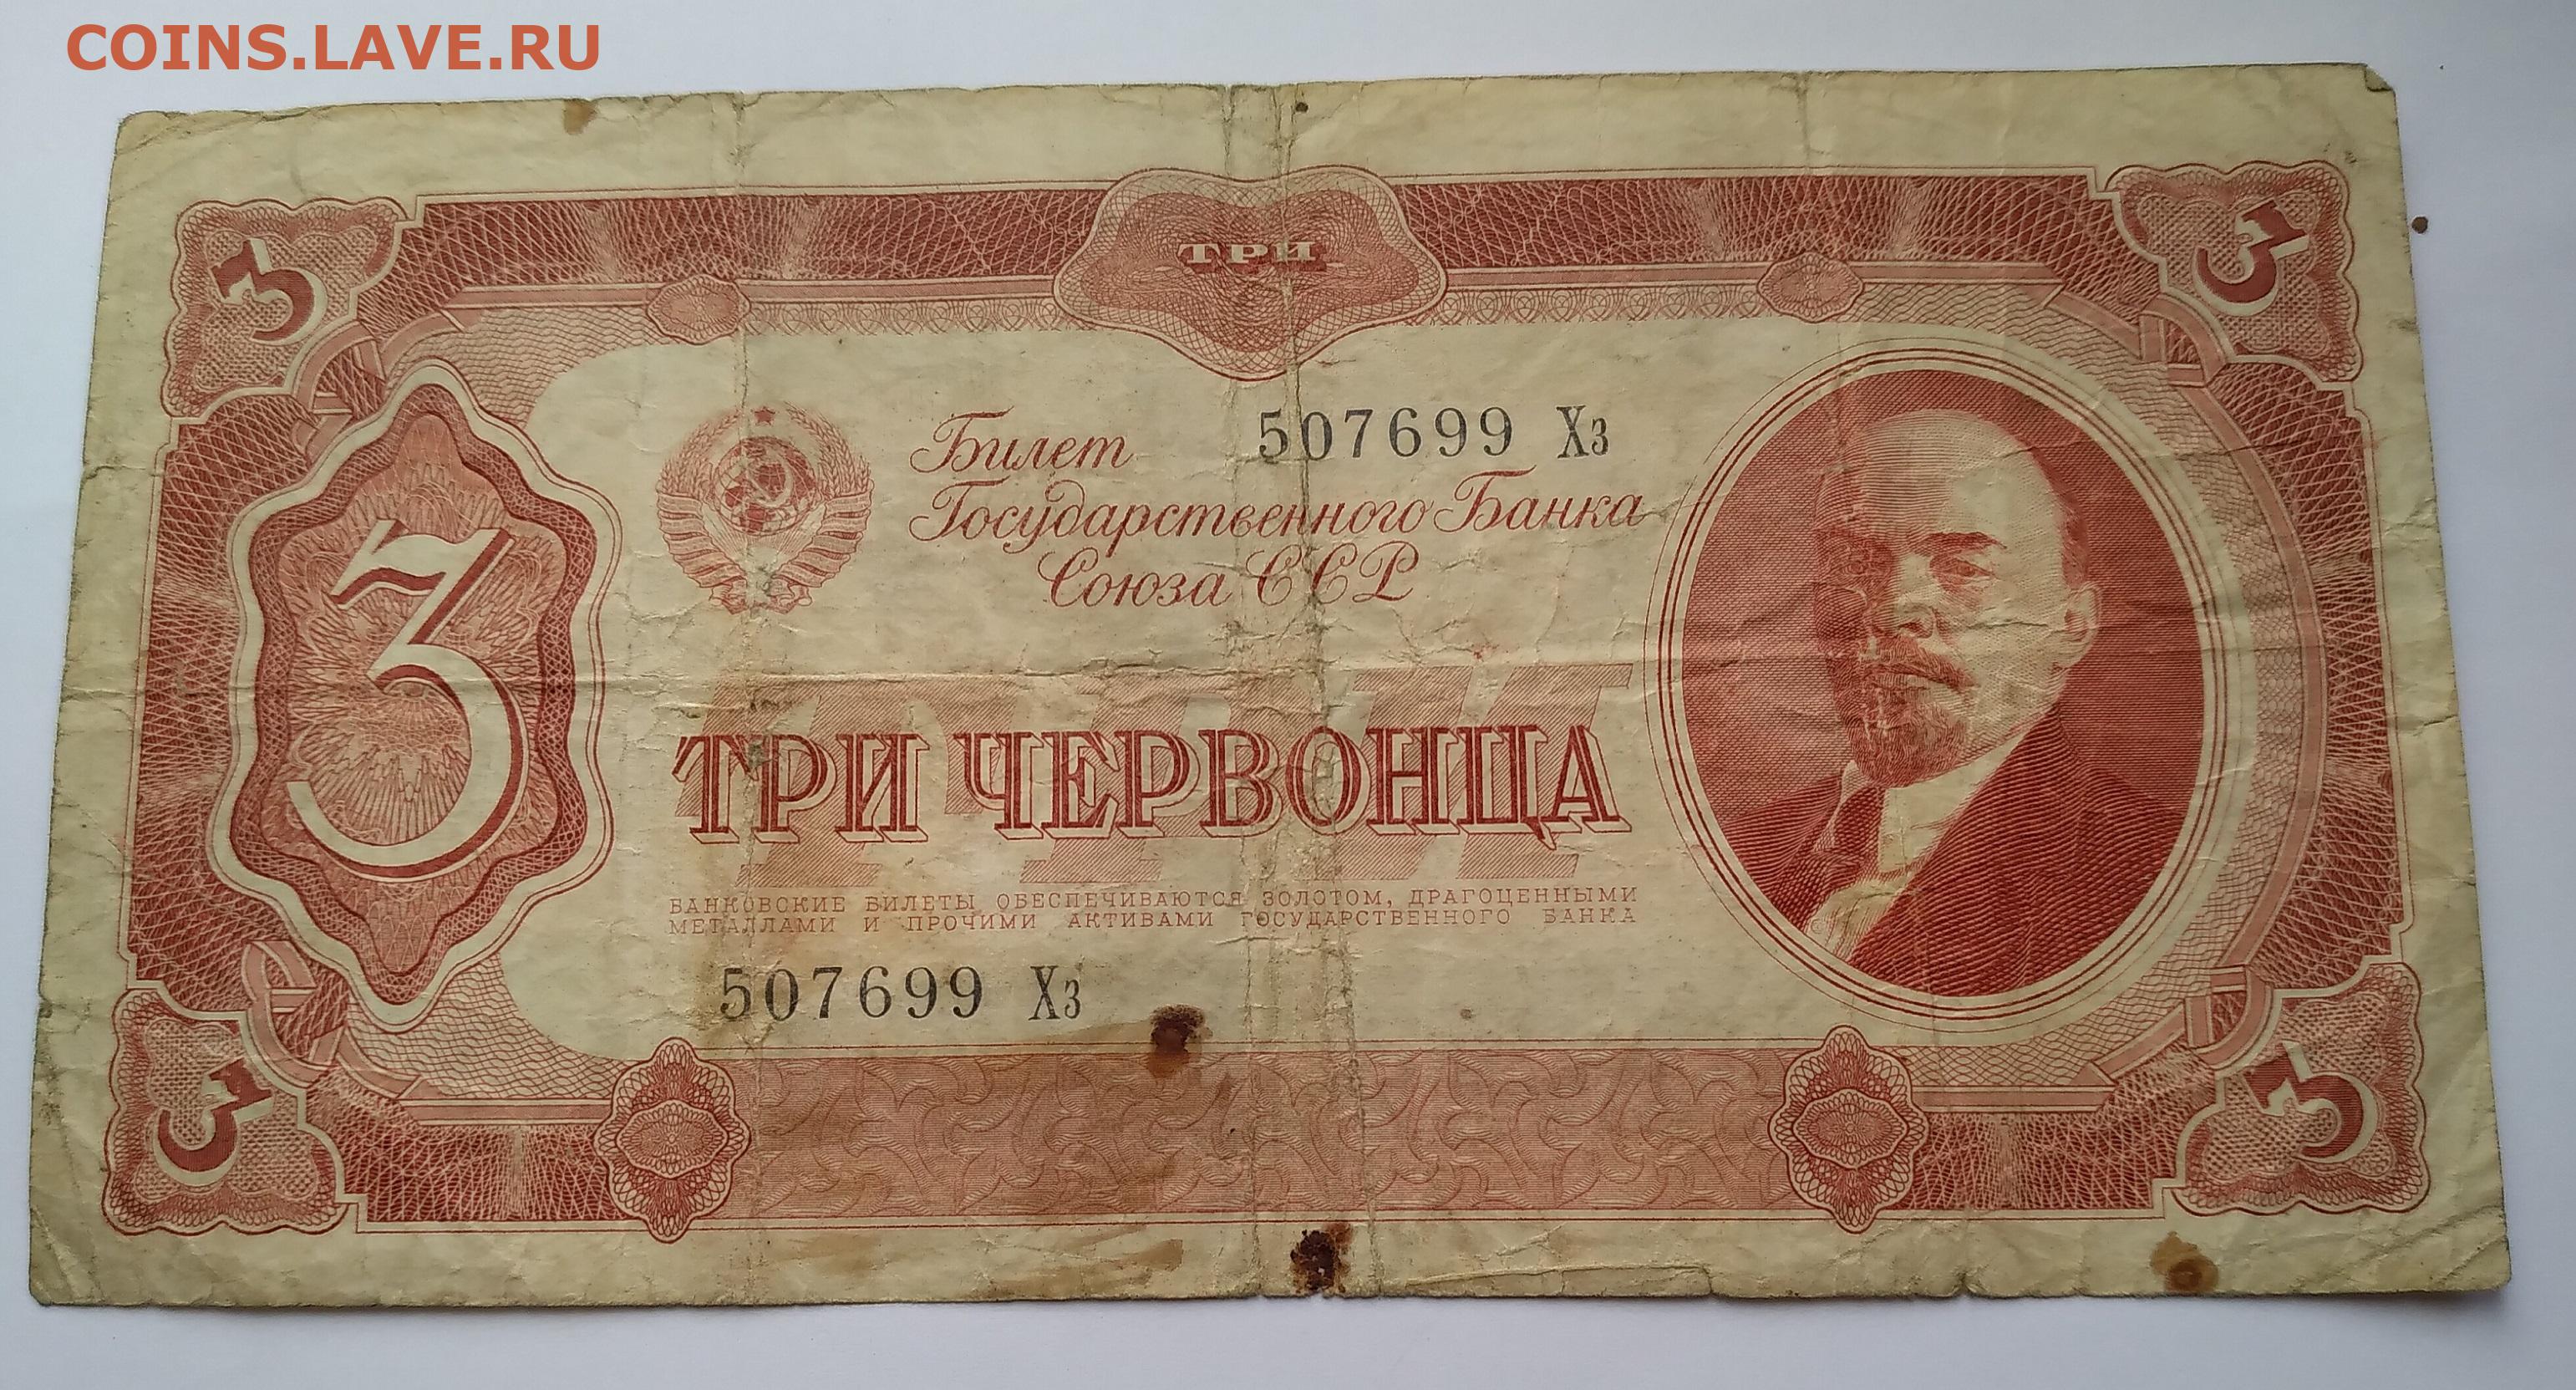 COINS.LAVE.RU
ТРИ
3
3
Билет 507699 Хз
Государственного Банка
Союза ССР
3
ТРИ
ТРИ ЧЕРВОНЦА
БАНКОВСКИЕ БИЛЕТЫ ОБЕСПЕЧИВАЮТСЯ ЗОЛОТОМ, ДРАГОЦЕННЫМИ
МЕТАЛЛАМИ И ПРОЧИМИ АКТИВАМИ ГОСУДАРСТВЕННОГО БАНКА
507699 Хз
3
3